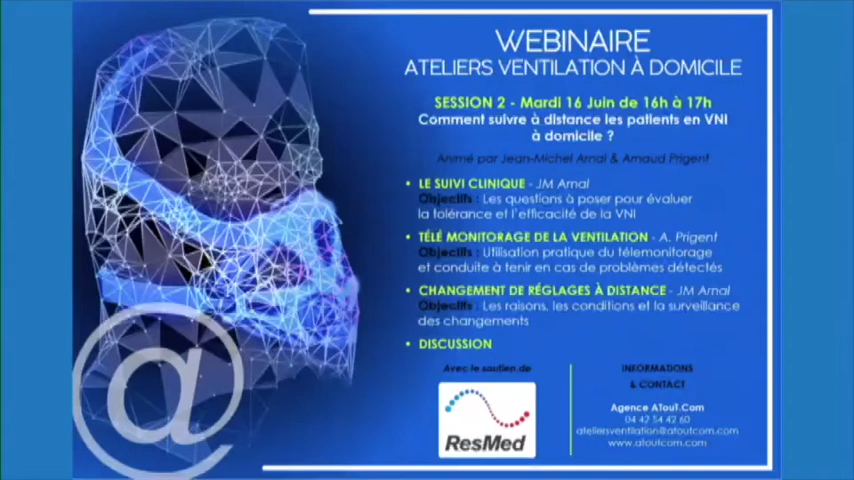 WEBINAIRE
ATELIERS VENTILATION À DOMICILE
SESSION 2 - Mardi 16 Juin de 16h à 17h
Comment suivre à distance les patients en VNI
à domicile ?
Animé par Jean-Michel Arnal & Arnaud Prigent
• LE SUIVI CLINIQUE - JM Arnal
Objectifs : Les questions à poser pour évaluer
la tolérance et l'efficacité de la VNI
• TÉLÉ MONITORAGE DE LA VENTILATION - A. Prigent
Objectifs : Utilisation pratique du télemonitorage
et conduite à tenir en cas de problèmes détectés
• CHANGEMENT DE RÉGLAGES À DISTANCE - JM Arnal
Objectifs : Les raisons, les conditions et la surveillance
des changements
• DISCUSSION
Avec le soutien de
ResMed
INFORMATIONS
& CONTACT
Agence ATouT.Com
04 42 54 42 60
ateliersventilation@atoutcom.com
www.atoutcom.com
@